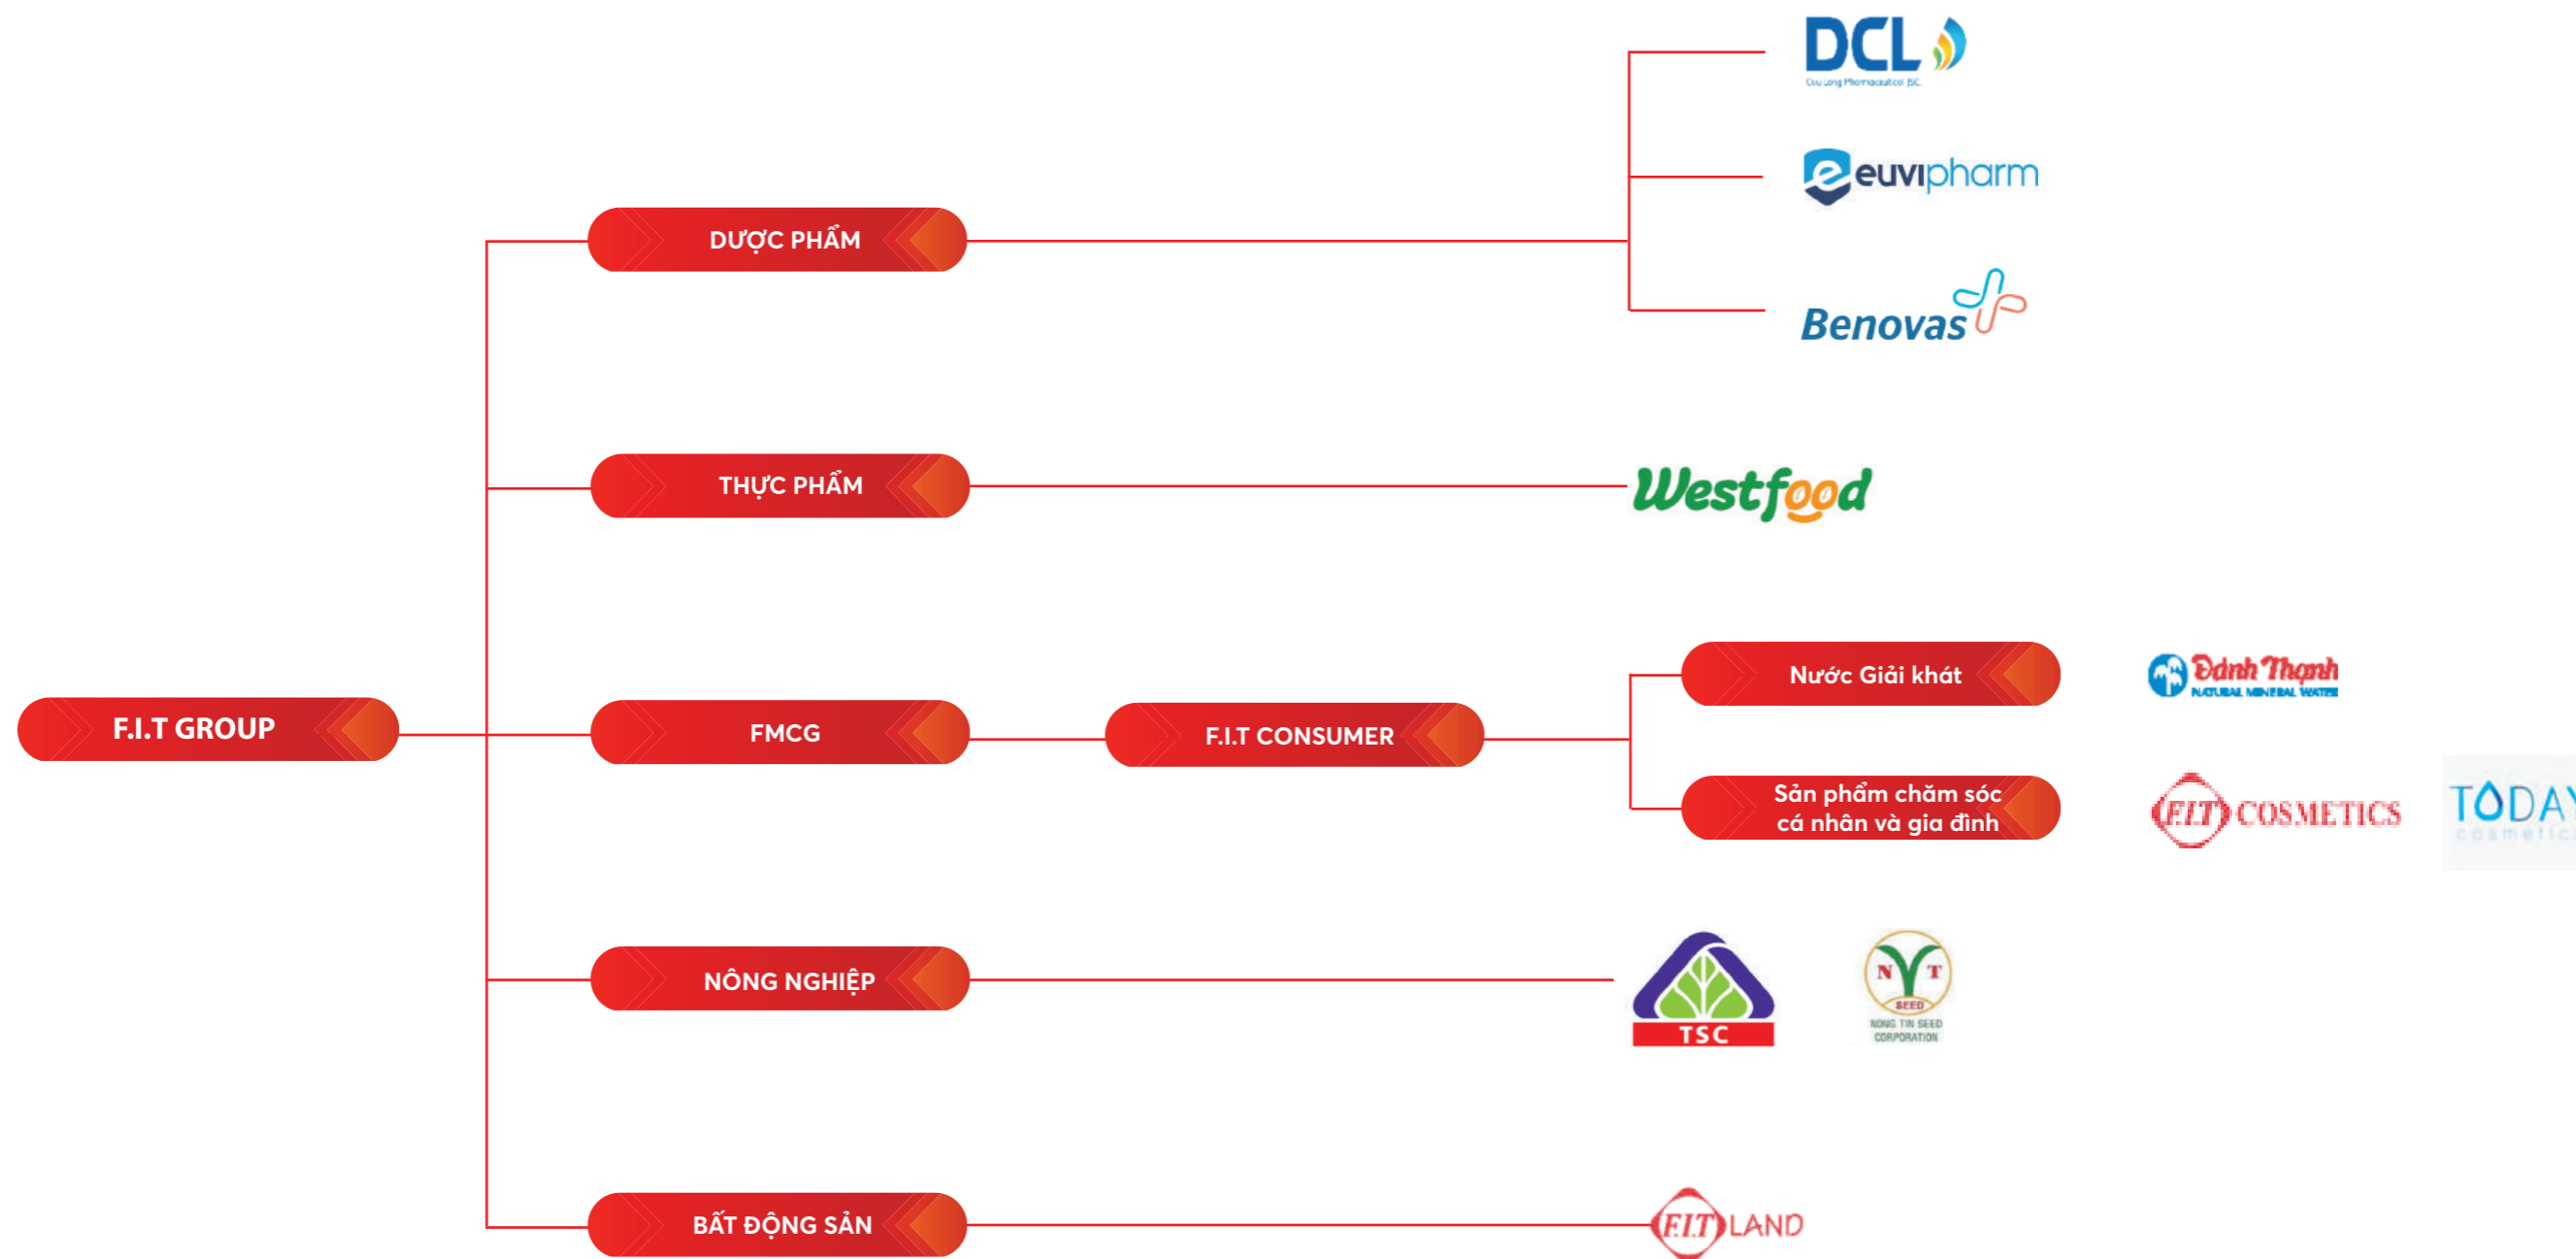 DCL
Cuu Long Pharmaceutical JSC.
euvipharm
DƯỢC PHẨM
Benovas
THỰC PHẨM
Westfood
Nước Giải khát
Đảnh Thạnh
NATURAL MINERAL WATER
F.I.T GROUP
FMCG
F.I.T CONSUMER
Sản phẩm chăm sóc
cá nhân và gia đình
F.I.T COSMETICS
TODAY
cosmetics
NÔNG NGHIỆP
TSC
N T
SEED
NONG TIN SEED
CORPORATION
BẤT ĐỘNG SẢN
F.I.T LAND